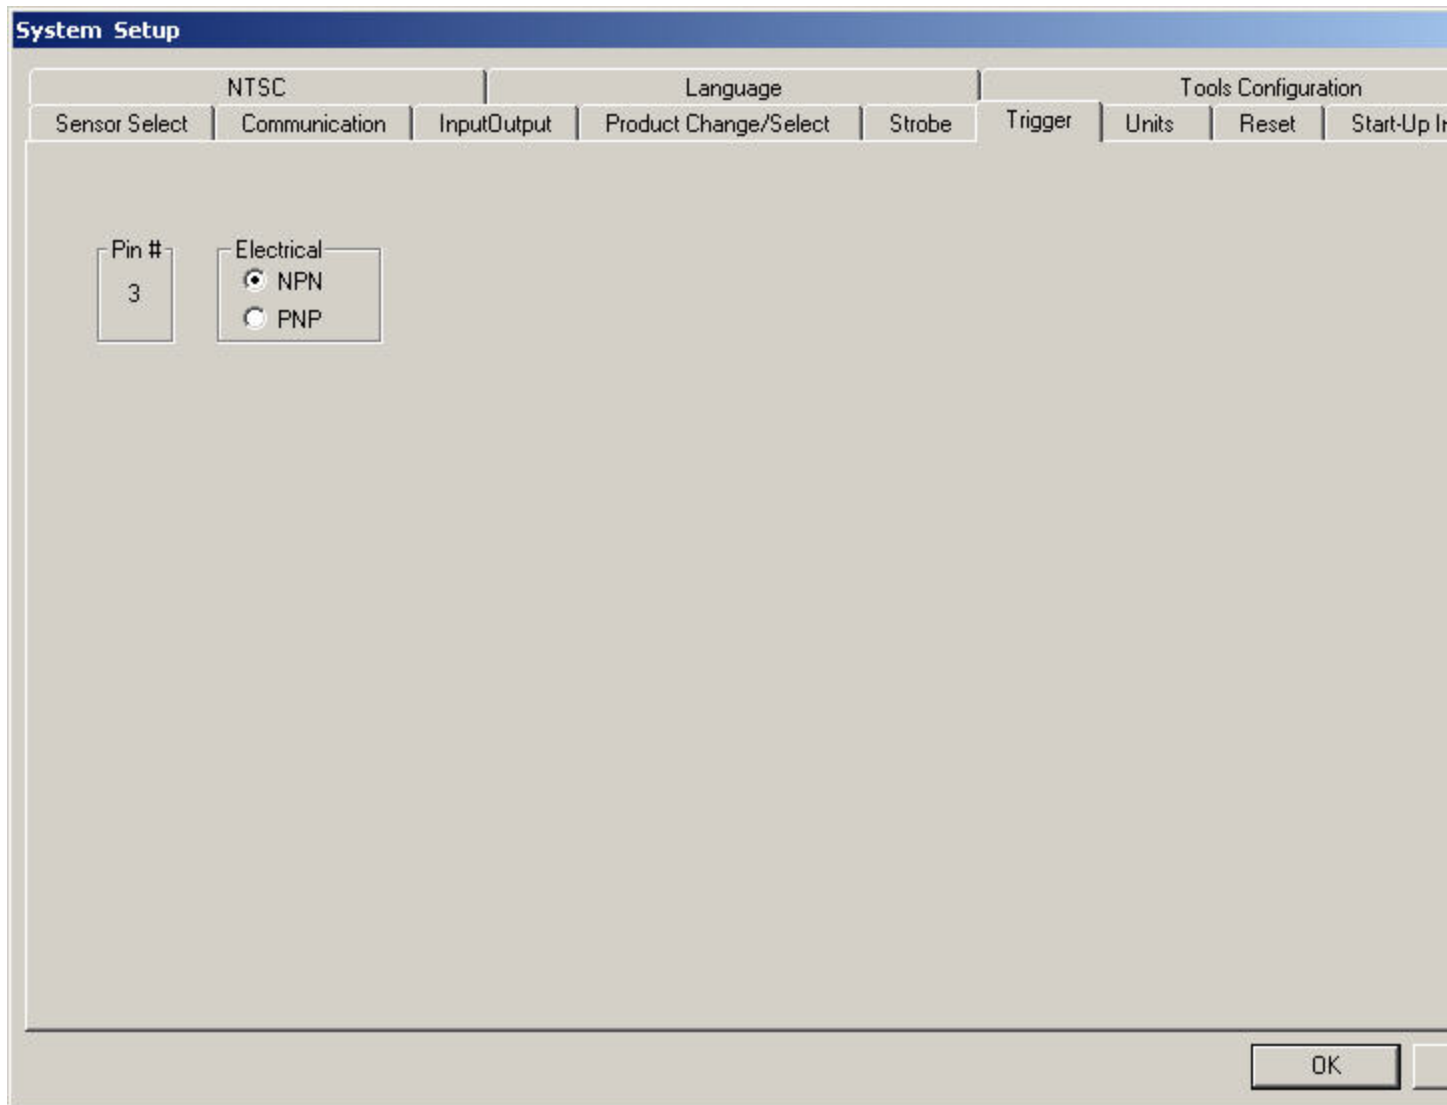 System Setup
NTSC Language Tools Configuration
Sensor Select Communication InputOutput Product Change/Select Strobe Trigger Units Reset Start-Up
Pin # Electrical
3 NPN
PNP
OK